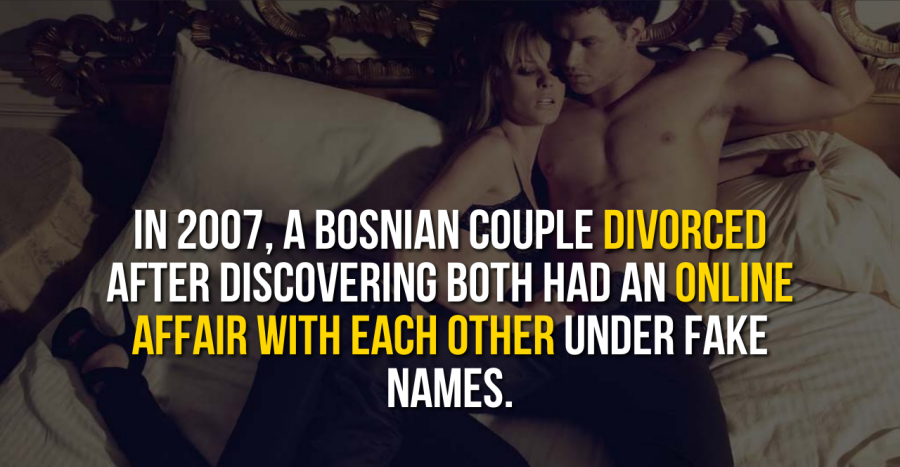 IN 2007, A BOSNIAN COUPLE DIVORCED
AFTER DISCOVERING BOTH HAD AN ONLINE
AFFAIR WITH EACH OTHER UNDER FAKE
NAMES.